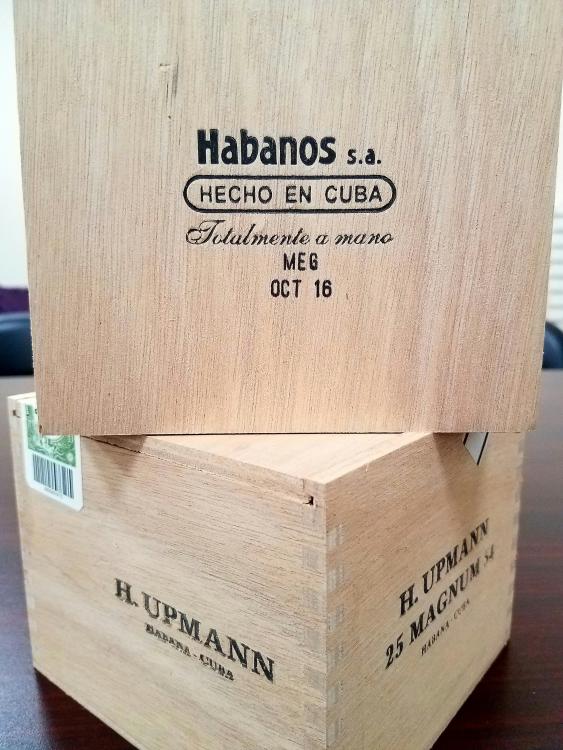 Habanos s.a.
HECHO EN CUBA
Totalmente a mano
MEG
OCT 16
H. UPMANN
HABANA - CUBA
H. UPMANN
25 MAGNUM 54
HABANA - CUBA